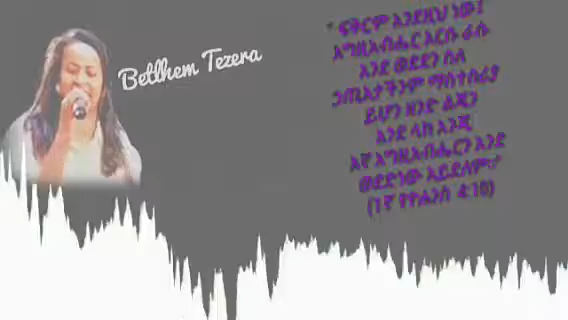 Betlhem Tezera
" ፍቅርም እንደዚህ ነው፤
እግዚአብሔር እርሱ ራሱ
እንደ ወደደን ስለ
ኃጢአታችንም ማስተስሪያ
ይሆን ዘንድ ልጁን
እንደ ላከ እንጂ
እኛ እግዚአብሔርን እንደ
ወደድነው አይደለም።"
(1ኛ የዮሐንስ 4:10)